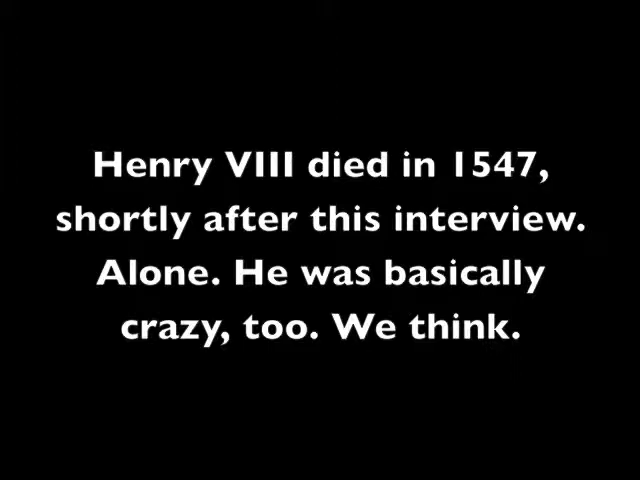 Henry VIII died in 1547,
shortly after this interview.
Alone. He was basically
crazy, too. We think.